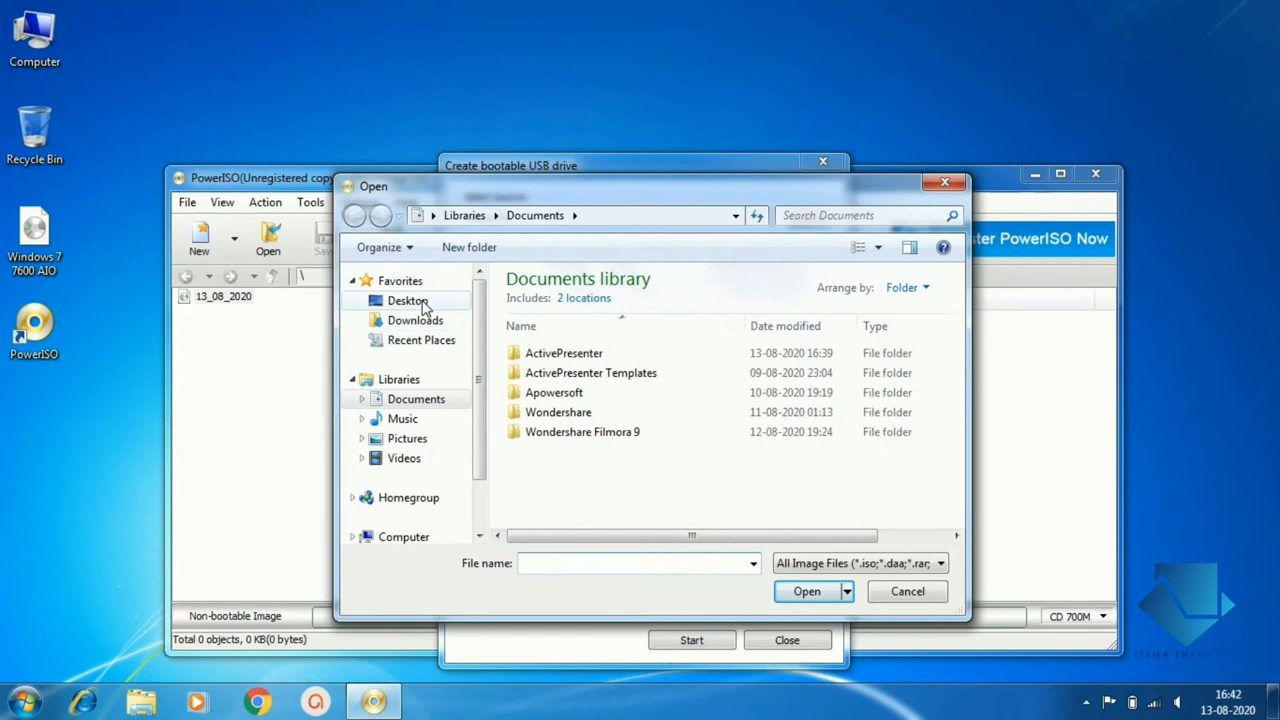 Computer
Recycle Bin
Windows 7
7600 AIO
PowerISO
Create bootable USB drive
PowerISO(Unregistered copy
File View Action Tools
New
Open
Sav
ter PowerISO Now
\
13_08_2020
Non-bootable Image
CD 700M
Total 0 objects, 0 KB(0 bytes)
Open
Libraries
Documents
Search Documents
Organize
New folder
Favorites
Desktop
Downloads
Recent Places
Libraries
Documents
Music
Pictures
Videos
Homegroup
Computer
Documents library
Includes: 2 locations
Arrange by: Folder
Name Date modified Type
ActivePresenter 13-08-2020 16:39 File folder
ActivePresenter Templates 09-08-2020 23:04 File folder
Apowersoft 10-08-2020 19:19 File folder
Wondershare 11-08-2020 01:13 File folder
Wondershare Filmora 9 12-08-2020 19:24 File folder
File name:
All Image Files (*.iso;*.daa;*.rar;
Open
Cancel
Start
Close
16:42
13-08-2020